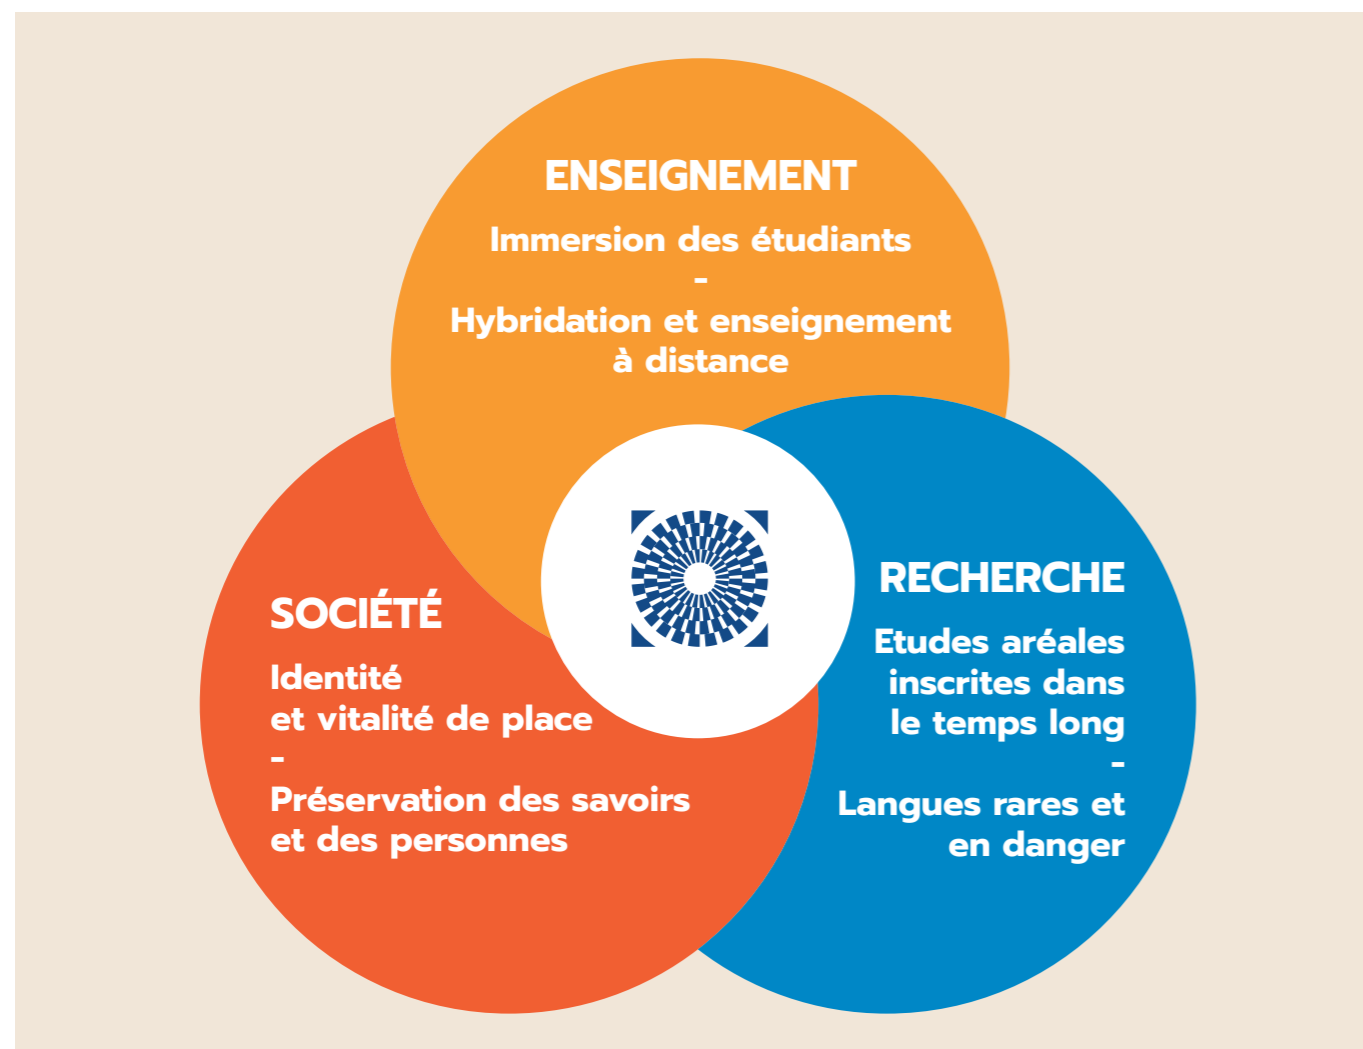 ENSEIGNEMENT
Immersion des étudiants
-
Hybridation et enseignement
à distance
SOCIÉTÉ
Identité
et vitalité de place
-
Préservation des savoirs
et des personnes
RECHERCHE
Etudes aréales
inscrites dans
le temps long
-
Langues rares et
en danger